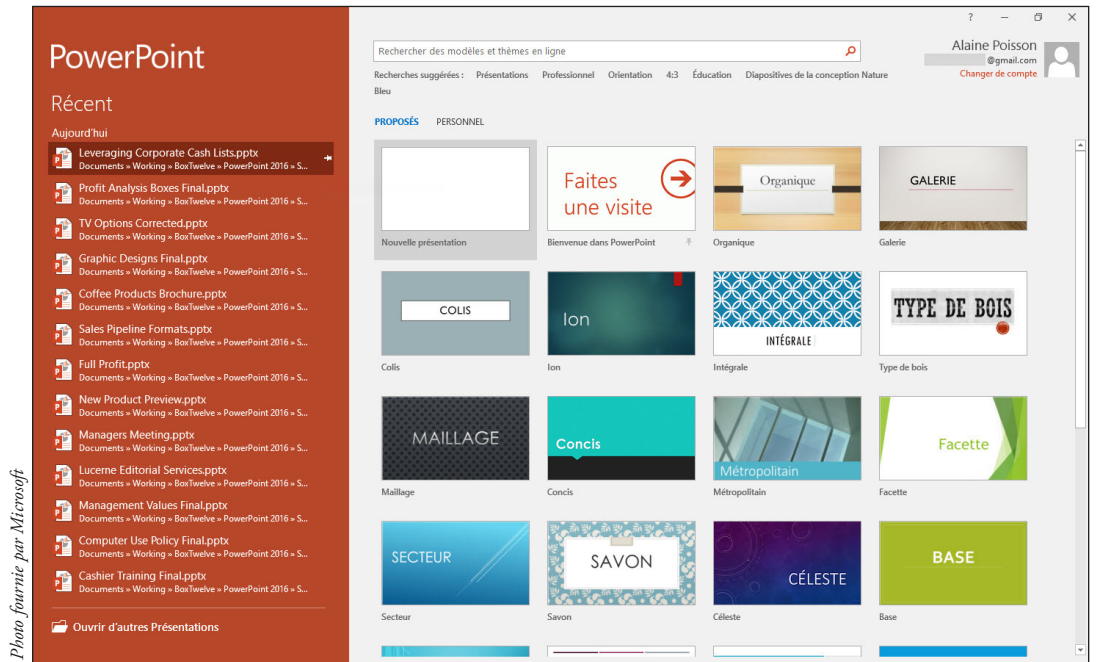 PowerPoint
Récent
Aujourd'hui
Leveraging Corporate Cash Lists.pptx
Documents » Working » BoxTwelve » PowerPoint 2016 » S...
Profit Analysis Boxes Final.pptx
Documents » Working » BoxTwelve » PowerPoint 2016 » S...
TV Options Corrected.pptx
Documents » Working » BoxTwelve » PowerPoint 2016 » S...
Graphic Designs Final.pptx
Documents » Working » BoxTwelve » PowerPoint 2016 » S...
Coffee Products Brochure.pptx
Documents » Working » BoxTwelve » PowerPoint 2016 » S...
Sales Pipeline Formats.pptx
Documents » Working » BoxTwelve » PowerPoint 2016 » S...
Full Profit.pptx
Documents » Working » BoxTwelve » PowerPoint 2016 » S...
New Product Preview.pptx
Documents » Working » BoxTwelve » PowerPoint 2016 » S...
Managers Meeting.pptx
Documents » Working » BoxTwelve » PowerPoint 2016 » S...
Lucerne Editorial Services.pptx
Documents » Working » BoxTwelve » PowerPoint 2016 » S...
Management Values Final.pptx
Documents » Working » BoxTwelve » PowerPoint 2016 » S...
Computer Use Policy Final.pptx
Documents » Working » BoxTwelve » PowerPoint 2016 » S...
Cashier Training Final.pptx
Documents » Working » BoxTwelve » PowerPoint 2016 » S...
Ouvrir d'autres Présentations
Rechercher des modèles et thèmes en ligne
Alaine Poisson
@gmail.com
Changer de compte
Recherches suggérées : Présentations Professionnel Orientation 4:3 Éducation Diapositives de la conception Nature
Bleu
PROPOSÉS PERSONNEL
Faites
une visite
Organique
GALERIE
Nouvelle présentation Bienvenue dans PowerPoint Organique Galerie
COLIS
Ion
INTÉGRALE
TYPE DE BOIS
Colis Ion Intégrale Type de bois
MAILLAGE
Concis
Métropolitain
Facette
Maillage Concis Métropolitain Facette
SECTEUR
SAVON
CÉLESTE
BASE
Secteur Savon Céleste Base
Photo fournie par Microsoft